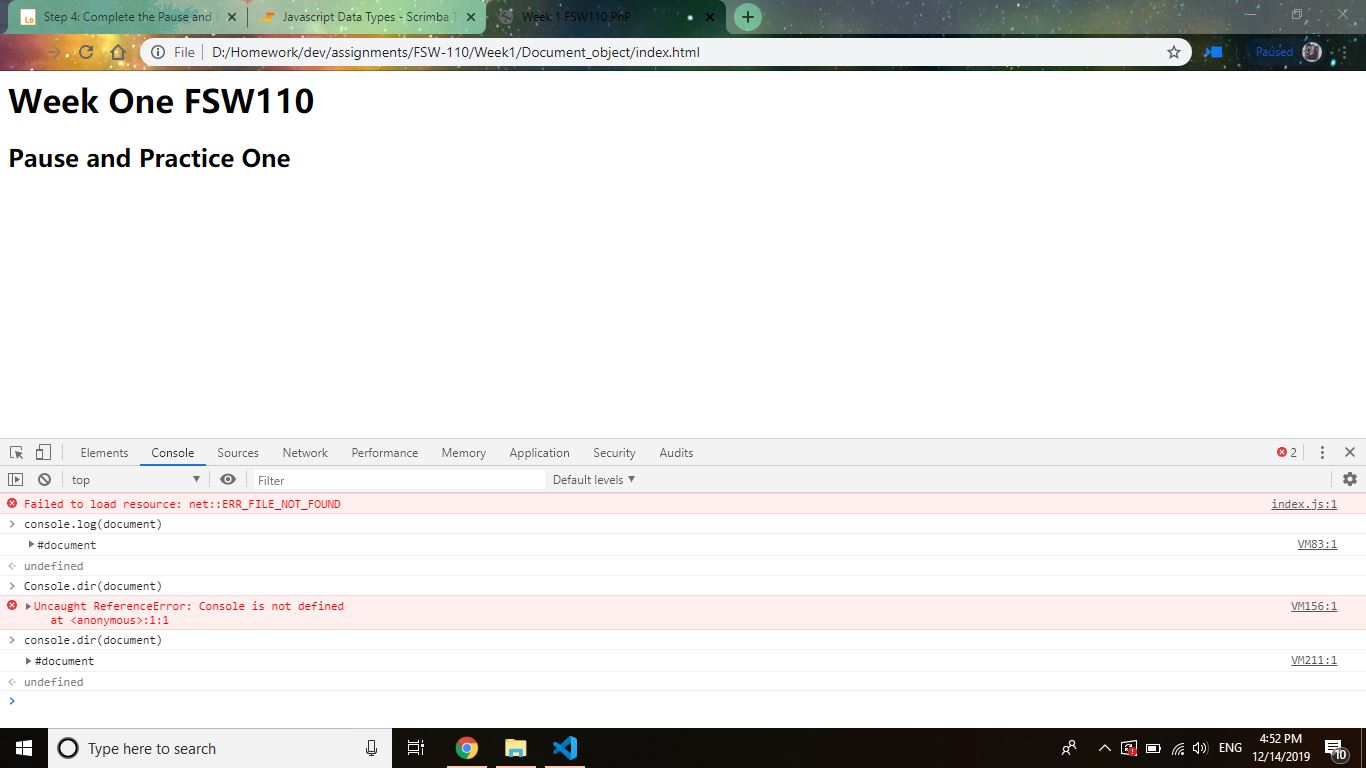 Step 4: Complete the Pause and
Javascript Data Types - Scrimba T
Week 1 FSW110 PnP
File
D:/Homework/dev/assignments/FSW-110/Week1/Document_object/index.html
Paused
Week One FSW110
Pause and Practice One
Elements Console Sources Network Performance Memory Application Security Audits 2
top Filter Default levels
Failed to load resource: net::ERR_FILE_NOT_FOUND index.js:1
console.log(document)
#document VM83:1
undefined
Console.dir(document)
Uncaught ReferenceError: Console is not defined VM156:1
at <anonymous>:1:1
console.dir(document)
#document VM211:1
undefined
Type here to search
ENG
4:52 PM
12/14/2019
10